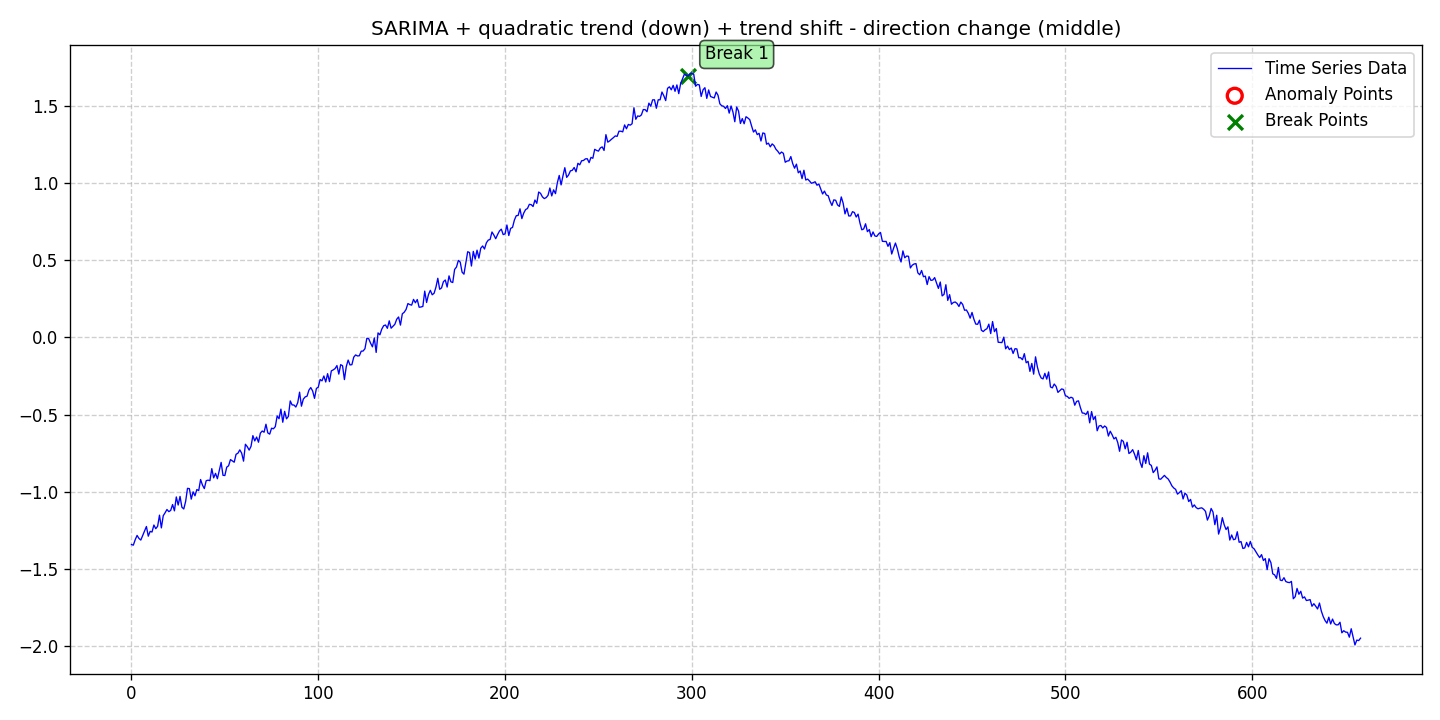 SARIMA + quadratic trend (down) + trend shift - direction change (middle)
Break 1
Time Series Data
Anomaly Points
Break Points
1.5
1.0
0.5
0.0
−0.5
−1.0
−1.5
−2.0
0 100 200 300 400 500 600